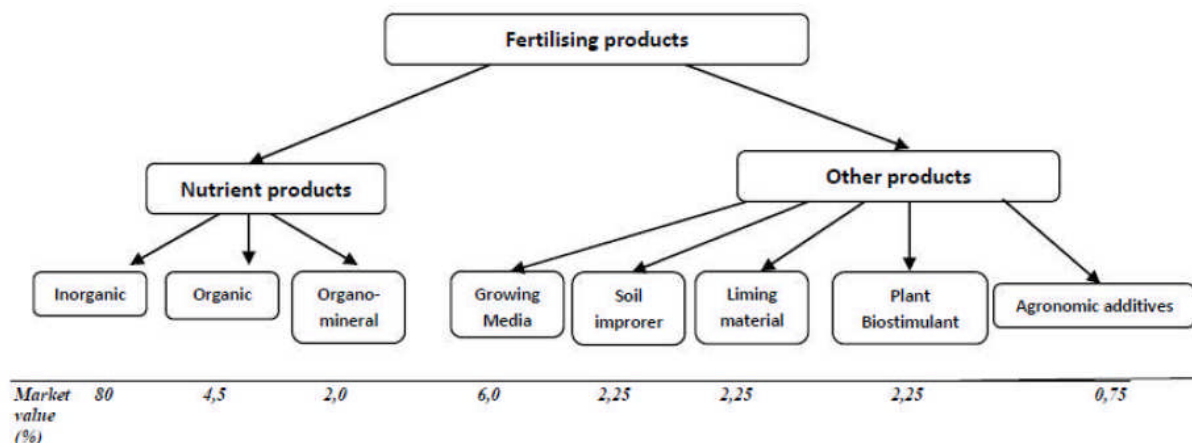 Fertilising products
Nutrient products
Other products
Inorganic
Organic
Organo-
mineral
Growing
Media
Soil
improrer
Liming
material
Plant
Biostimulant
Agronomic additives
Market 80 4,5 2,0 6,0 2,25 2,25 2,25 0,75
value
(%)